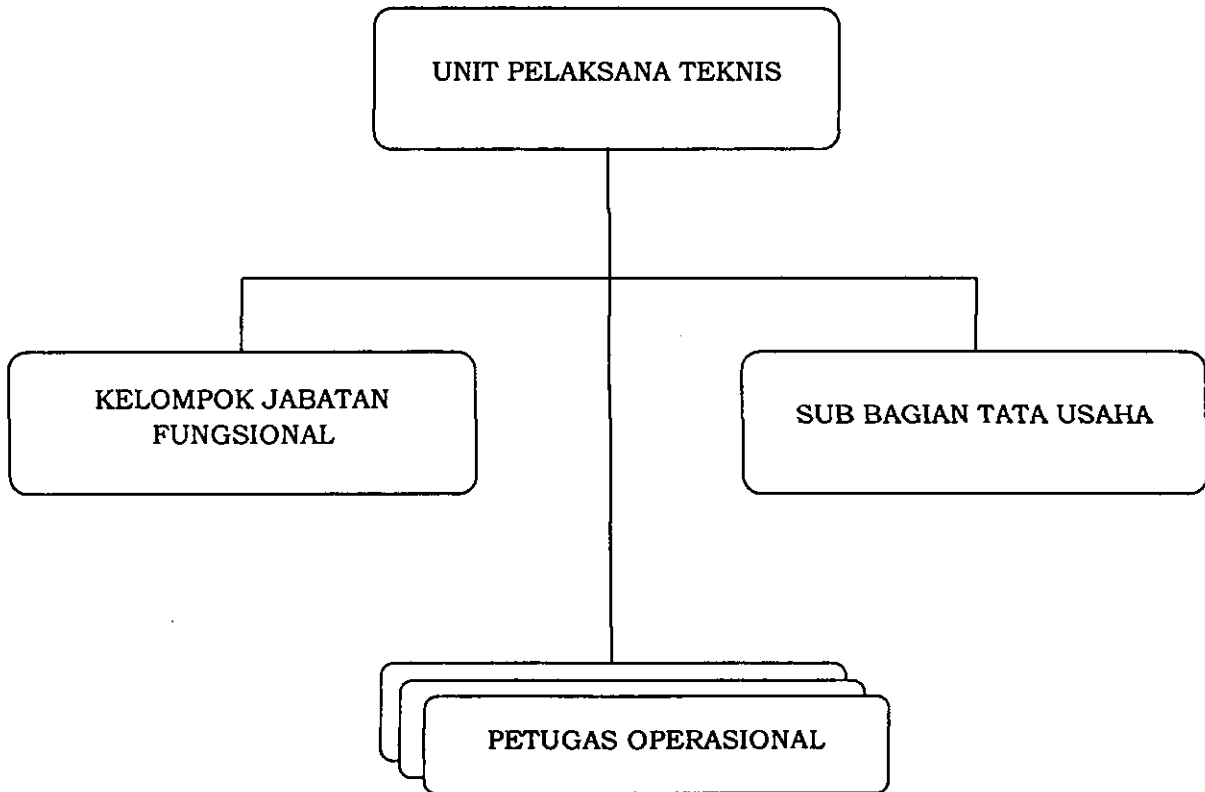 UNIT PELAKSANA TEKNIS
KELOMPOK JABATAN
FUNGSIONAL
SUB BAGIAN TATA USAHA
PETUGAS OPERASIONAL